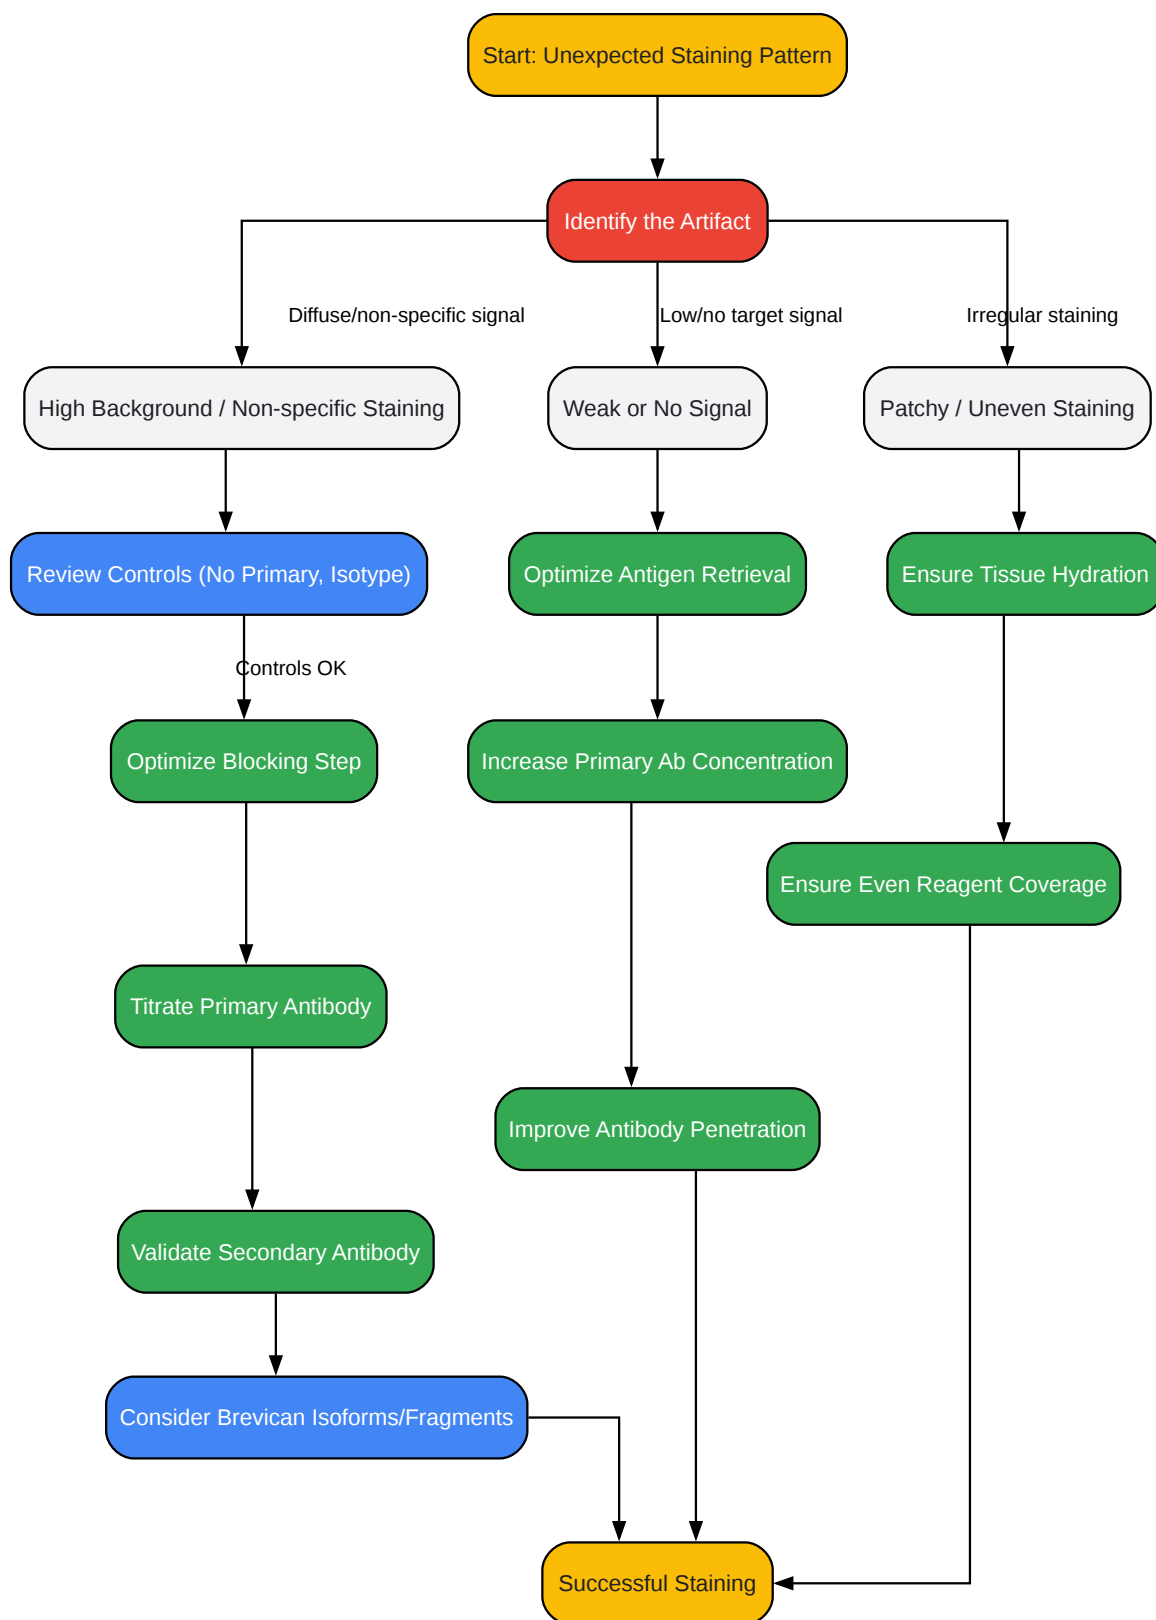 Start: Unexpected Staining Pattern
Identify the Artifact
Diffuse/non-specific signal
Low/no target signal
Irregular staining
High Background / Non-specific Staining
Weak or No Signal
Patchy / Uneven Staining
Review Controls (No Primary, Isotype)
Optimize Antigen Retrieval
Ensure Tissue Hydration
Controls OK
Optimize Blocking Step
Increase Primary Ab Concentration
Ensure Even Reagent Coverage
Titrate Primary Antibody
Improve Antibody Penetration
Validate Secondary Antibody
Consider Brevican Isoforms/Fragments
Successful Staining